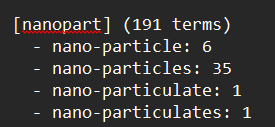 [nanopart] (191 terms)
- nano-particle: 6
- nano-particles: 35
- nano-particulate: 1
- nano-particulates: 1